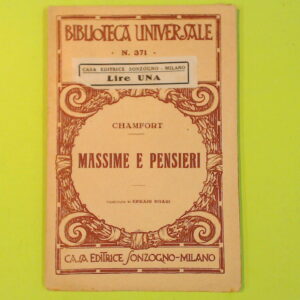 BIBLIOTECA UNIVERSALE
N. 371
CASA EDITRICE SONZOGNO - MILANO
Lire UNA
CHAMFORT
MASSIME E PENSIERI
CASA EDITRICE SONZOGNO-MILANO